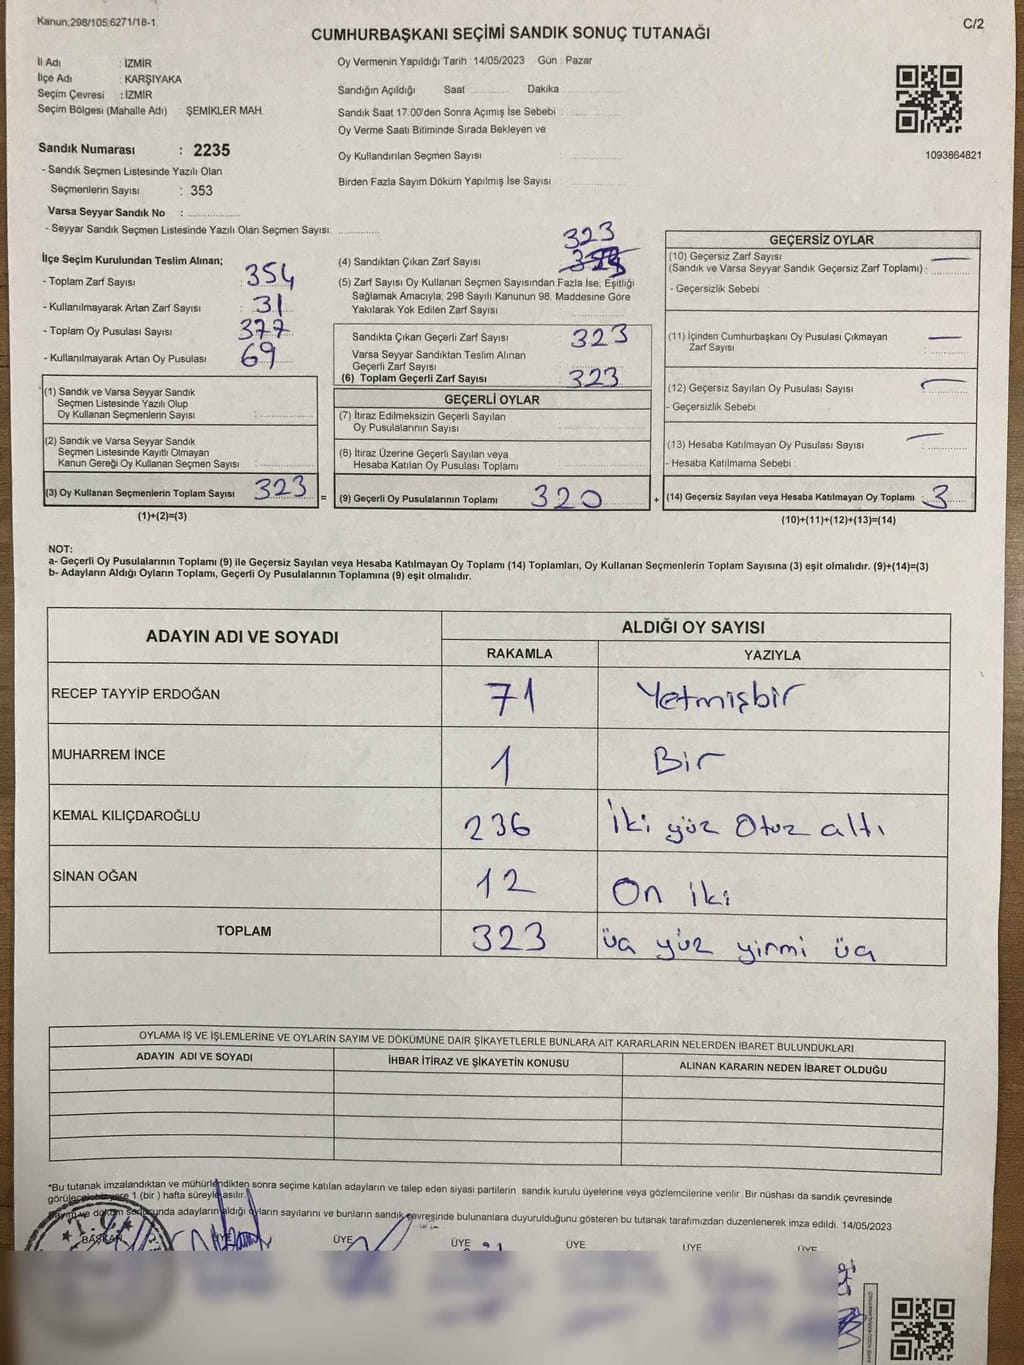 Kanun;298/105;6271/18-1
C/2
CUMHURBAŞKANI SEÇİMİ SANDIK SONUÇ TUTANAĞI
İl Adı : İZMİR
İlçe Adı : KARŞIYAKA
Seçim Çevresi : İZMİR
Seçim Bölgesi (Mahalle Adı) : ŞEMİKLER MAH.
Oy Vermenin Yapıldığı Tarih : 14/05/2023 Gün : Pazar
Sandığın Açıldığı Saat Dakika
Sandık Saat 17.00'den Sonra Açımış İse Sebebi :
Oy Verme Saati Bitiminde Sırada Bekleyen ve
Oy Kullandırılan Seçmen Sayısı :
Birden Fazla Sayım Döküm Yapılmış İse Sayısı :
1093864821
Sandık Numarası : 2235
- Sandık Seçmen Listesinde Yazılı Olan
Seçmenlerin Sayısı : 353
Varsa Seyyar Sandık No :
- Seyyar Sandık Seçmen Listesinde Yazılı Olan Seçmen Sayısı:
İlçe Seçim Kurulundan Teslim Alınan;
- Toplam Zarf Sayısı : 354
- Kullanılmayarak Artan Zarf Sayısı : 31
- Toplam Oy Pusulası Sayısı : 377
- Kullanılmayarak Artan Oy Pusulası : 69
(1) Sandık ve Varsa Seyyar Sandık
Seçmen Listesinde Yazılı Olup
Oy Kullanan Seçmenlerin Sayısı :
(2) Sandık ve Varsa Seyyar Sandık
Seçmen Listesinde Kayıtlı Olmayan
Kanun Gereği Oy Kullanan Seçmen Sayısı :
(3) Oy Kullanan Seçmenlerin Toplam Sayısı 323 =
(1)+(2)=(3)
323
(4) Sandıktan Çıkan Zarf Sayısı
(5) Zarf Sayısı Oy Kullanan Seçmen Sayısından Fazla İse, Eşitliği
Sağlamak Amacıyla; 298 Sayılı Kanunun 98. Maddesine Göre
Yakılarak Yok Edilen Zarf Sayısı
Sandıkta Çıkan Geçerli Zarf Sayısı 323
Varsa Seyyar Sandıktan Teslim Alınan
Geçerli Zarf Sayısı
(6) Toplam Geçerli Zarf Sayısı 323
GEÇERLİ OYLAR
(7) İtiraz Edilmeksizin Geçerli Sayılan
Oy Pusulalarının Sayısı
(8) İtiraz Üzerine Geçerli Sayılan veya
Hesaba Katılan Oy Pusulası Toplamı
(9) Geçerli Oy Pusulalarının Toplamı 320 +
GEÇERSİZ OYLAR
(10) Geçersiz Zarf Sayısı
(Sandık ve Varsa Seyyar Sandık Geçersiz Zarf Toplamı) : —
- Geçersizlik Sebebi :
(11) İçinden Cumhurbaşkanı Oy Pusulası Çıkmayan
Zarf Sayısı : —
(12) Geçersiz Sayılan Oy Pusulası Sayısı : —
- Geçersizlik Sebebi
(13) Hesaba Katılmayan Oy Pusulası Sayısı : —
- Hesaba Katılmama Sebebi :
(14) Geçersiz Sayılan veya Hesaba Katılmayan Oy Toplamı 3
(10)+(11)+(12)+(13)=(14)
NOT:
a- Geçerli Oy Pusulalarının Toplamı (9) ile Geçersiz Sayılan veya Hesaba Katılmayan Oy Toplamı (14) Toplamları, Oy Kullanan Seçmenlerin Toplam Sayısına (3) eşit olmalıdır. (9)+(14)=(3)
b- Adayların Aldığı Oyların Toplamı, Geçerli Oy Pusulalarının Toplamına (9) eşit olmalıdır.
ADAYIN ADI VE SOYADI
ALDIĞI OY SAYISI
RAKAMLA YAZIYLA
RECEP TAYYİP ERDOĞAN 71 Yetmişbir
MUHARREM İNCE 1 Bir
KEMAL KILIÇDAROĞLU 236 İki yüz Otuz altı
SİNAN OĞAN 12 On iki
TOPLAM 323 üç yüz yirmi üç
OYLAMA İŞ VE İŞLEMLERİNE VE OYLARIN SAYIM VE DÖKÜMÜNE DAİR ŞİKAYETLERLE BUNLARA AİT KARARLARIN NELERDEN İBARET BULUNDUKLARI
ADAYIN ADI VE SOYADI İHBAR İTİRAZ VE ŞİKAYETİN KONUSU ALINAN KARARIN NEDEN İBARET OLDUĞU
*Bu tutanak imzalandıktan ve mühürlendikten sonra seçime katılan adayların ve talep eden siyasi partilerin sandık kurulu üyelerine veya gözlemcilerine verilir. Bir nüshası da sandık çevresinde
görülecek bir yere 1 (bir ) hafta süreyle asılır.
Sayım ve döküm sonucunda adayların aldığı oyların sayılarını ve bunların sandık çevresinde bulunanlara duyurulduğunu gösteren bu tutanak tarafımızdan düzenlenerek imza edildi. 14/05/2023
T.C.
BAŞKAN ÜYE ÜYE ÜYE ÜYE ÜYE ÜYE